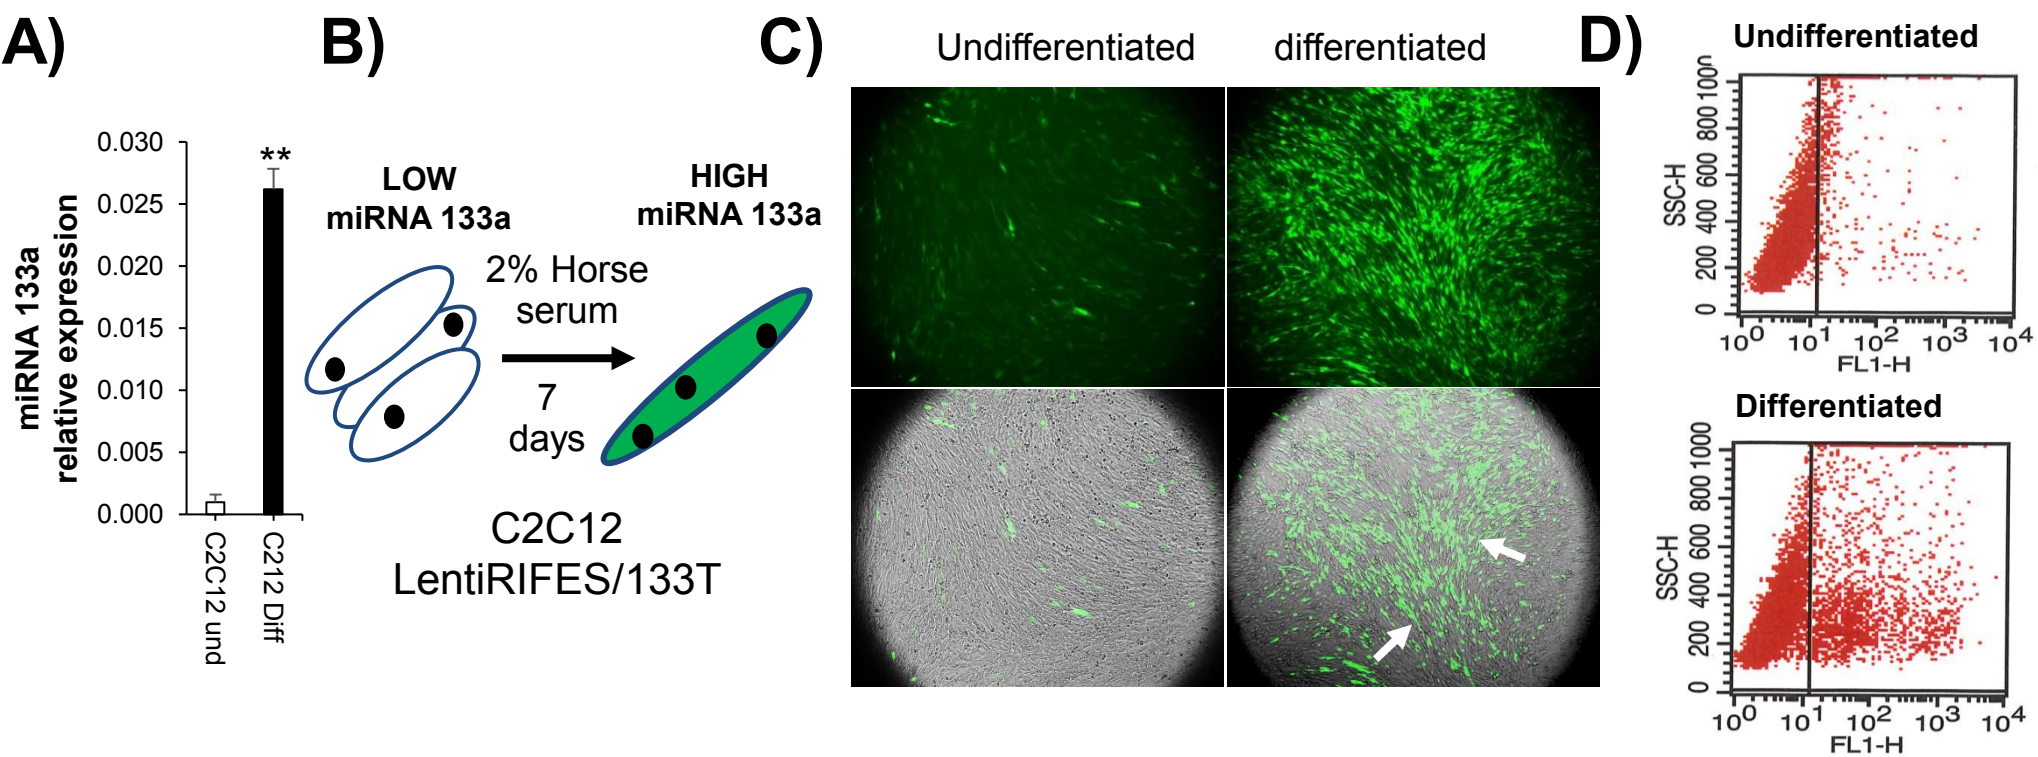 A)
miRNA 133a
relative expression
0.030
0.025
0.020
0.015
0.010
0.005
0.000
**
C2C12 und
C212 Diff
B)
LOW
miRNA 133a
HIGH
miRNA 133a
2% Horse
serum
7
days
C2C12
LentiRIFES/133T
C)
Undifferentiated
differentiated
D)
Undifferentiated
SSC-H
0 200 400 600 800 1000
10⁰ 10¹ 10² 10³ 10⁴
FL1-H
Differentiated
SSC-H
0 200 400 600 800 1000
10⁰ 10¹ 10² 10³ 10⁴
FL1-H